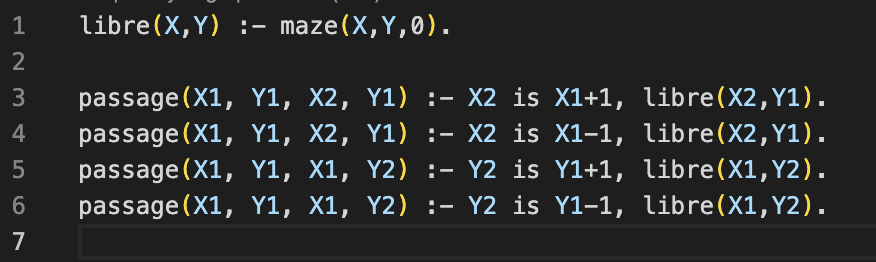 1 libre(X,Y) :- maze(X,Y,0).
2
3 passage(X1, Y1, X2, Y1) :- X2 is X1+1, libre(X2,Y1).
4 passage(X1, Y1, X2, Y1) :- X2 is X1-1, libre(X2,Y1).
5 passage(X1, Y1, X1, Y2) :- Y2 is Y1+1, libre(X1,Y2).
6 passage(X1, Y1, X1, Y2) :- Y2 is Y1-1, libre(X1,Y2).
7